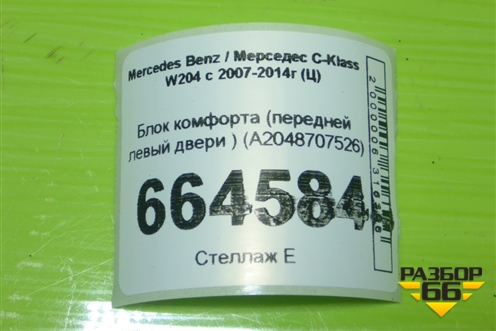 Mercedes Benz / Мерседес C-Klass
W204 с 2007-2014г (Ц)
Блок комфорта (передней
левый двери ) (A2048707526)
664584
Стеллаж Е
РАЗБОР
66